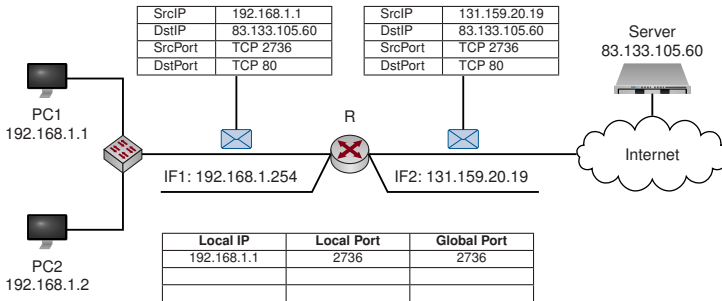 SrcIP 192.168.1.1
DstIP 83.133.105.60
SrcPort TCP 2736
DstPort TCP 80
SrcIP 131.159.20.19
DstIP 83.133.105.60
SrcPort TCP 2736
DstPort TCP 80
Server
83.133.105.60
PC1
192.168.1.1
R
Internet
IF1: 192.168.1.254
IF2: 131.159.20.19
PC2
192.168.1.2
Local IP Local Port Global Port
192.168.1.1 2736 2736